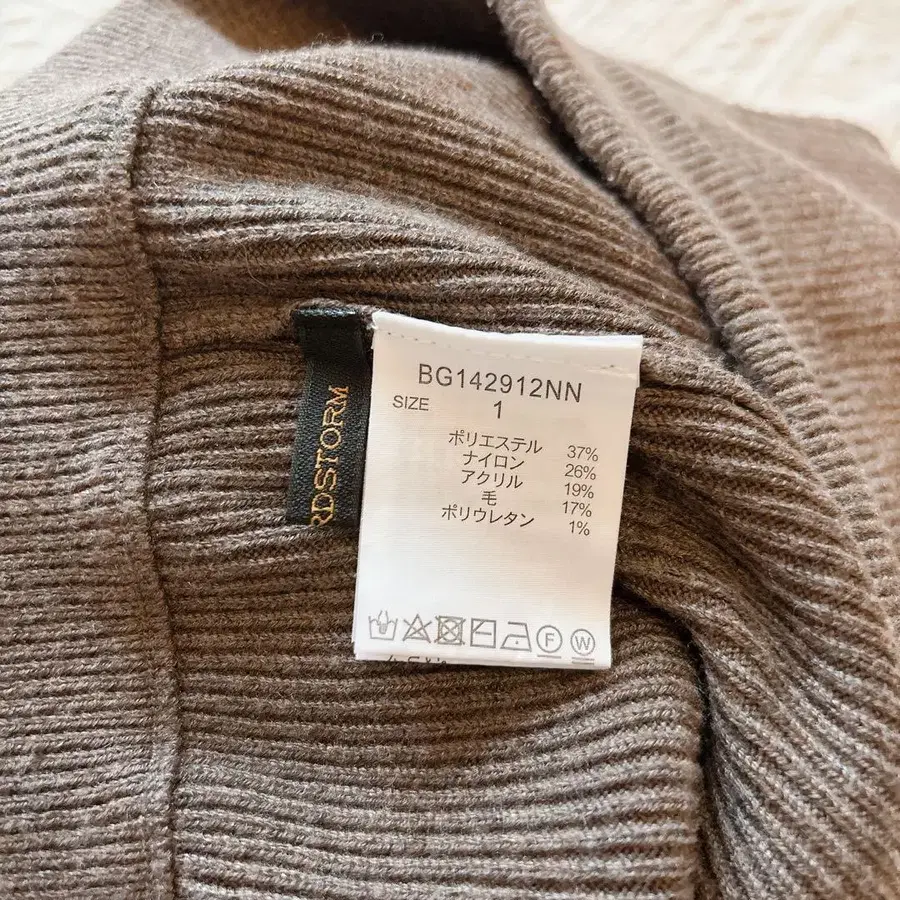 BG142912NN
SIZE 1
ポリエステル 37%
ナイロン 26%
アクリル 19%
毛 17%
ポリウレタン 1%
F W
RDSTORM